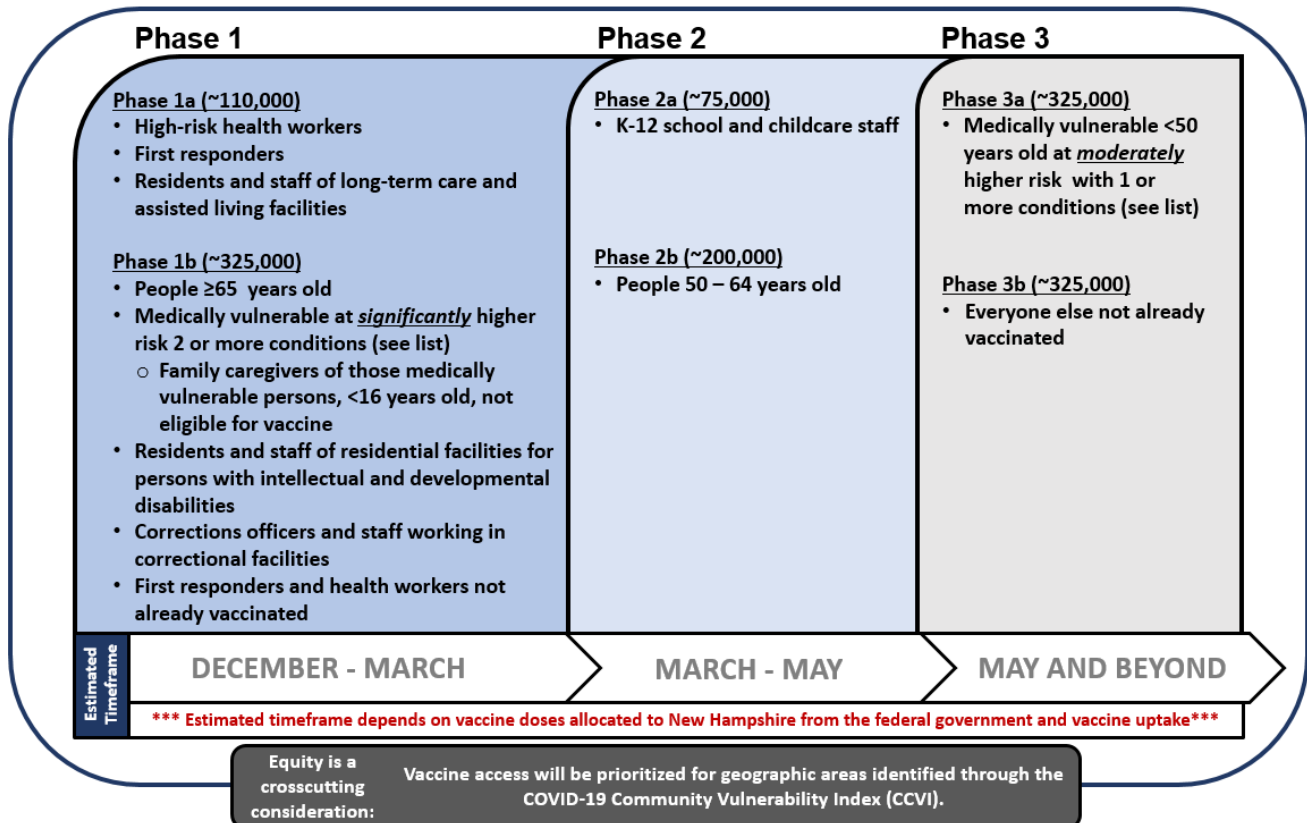 Phase 1
Phase 2
Phase 3
Phase 1a (~110,000)
• High-risk health workers
• First responders
• Residents and staff of long-term care and
assisted living facilities
Phase 1b (~325,000)
• People ≥65 years old
• Medically vulnerable at significantly higher
risk 2 or more conditions (see list)
o Family caregivers of those medically
vulnerable persons, <16 years old, not
eligible for vaccine
• Residents and staff of residential facilities for
persons with intellectual and developmental
disabilities
• Corrections officers and staff working in
correctional facilities
• First responders and health workers not
already vaccinated
Phase 2a (~75,000)
• K-12 school and childcare staff
Phase 2b (~200,000)
• People 50 – 64 years old
Phase 3a (~325,000)
• Medically vulnerable <50
years old at moderately
higher risk with 1 or
more conditions (see list)
Phase 3b (~325,000)
• Everyone else not already
vaccinated
Estimated
Timeframe
DECEMBER - MARCH
MARCH - MAY
MAY AND BEYOND
*** Estimated timeframe depends on vaccine doses allocated to New Hampshire from the federal government and vaccine uptake***
Equity is a
crosscutting
consideration:
Vaccine access will be prioritized for geographic areas identified through the
COVID-19 Community Vulnerability Index (CCVI).